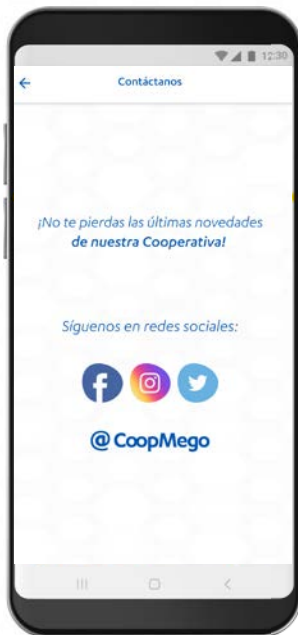 12:30
Contáctanos
¡No te pierdas las últimas novedades
de nuestra Cooperativa!
Síguenos en redes sociales:
@CoopMego